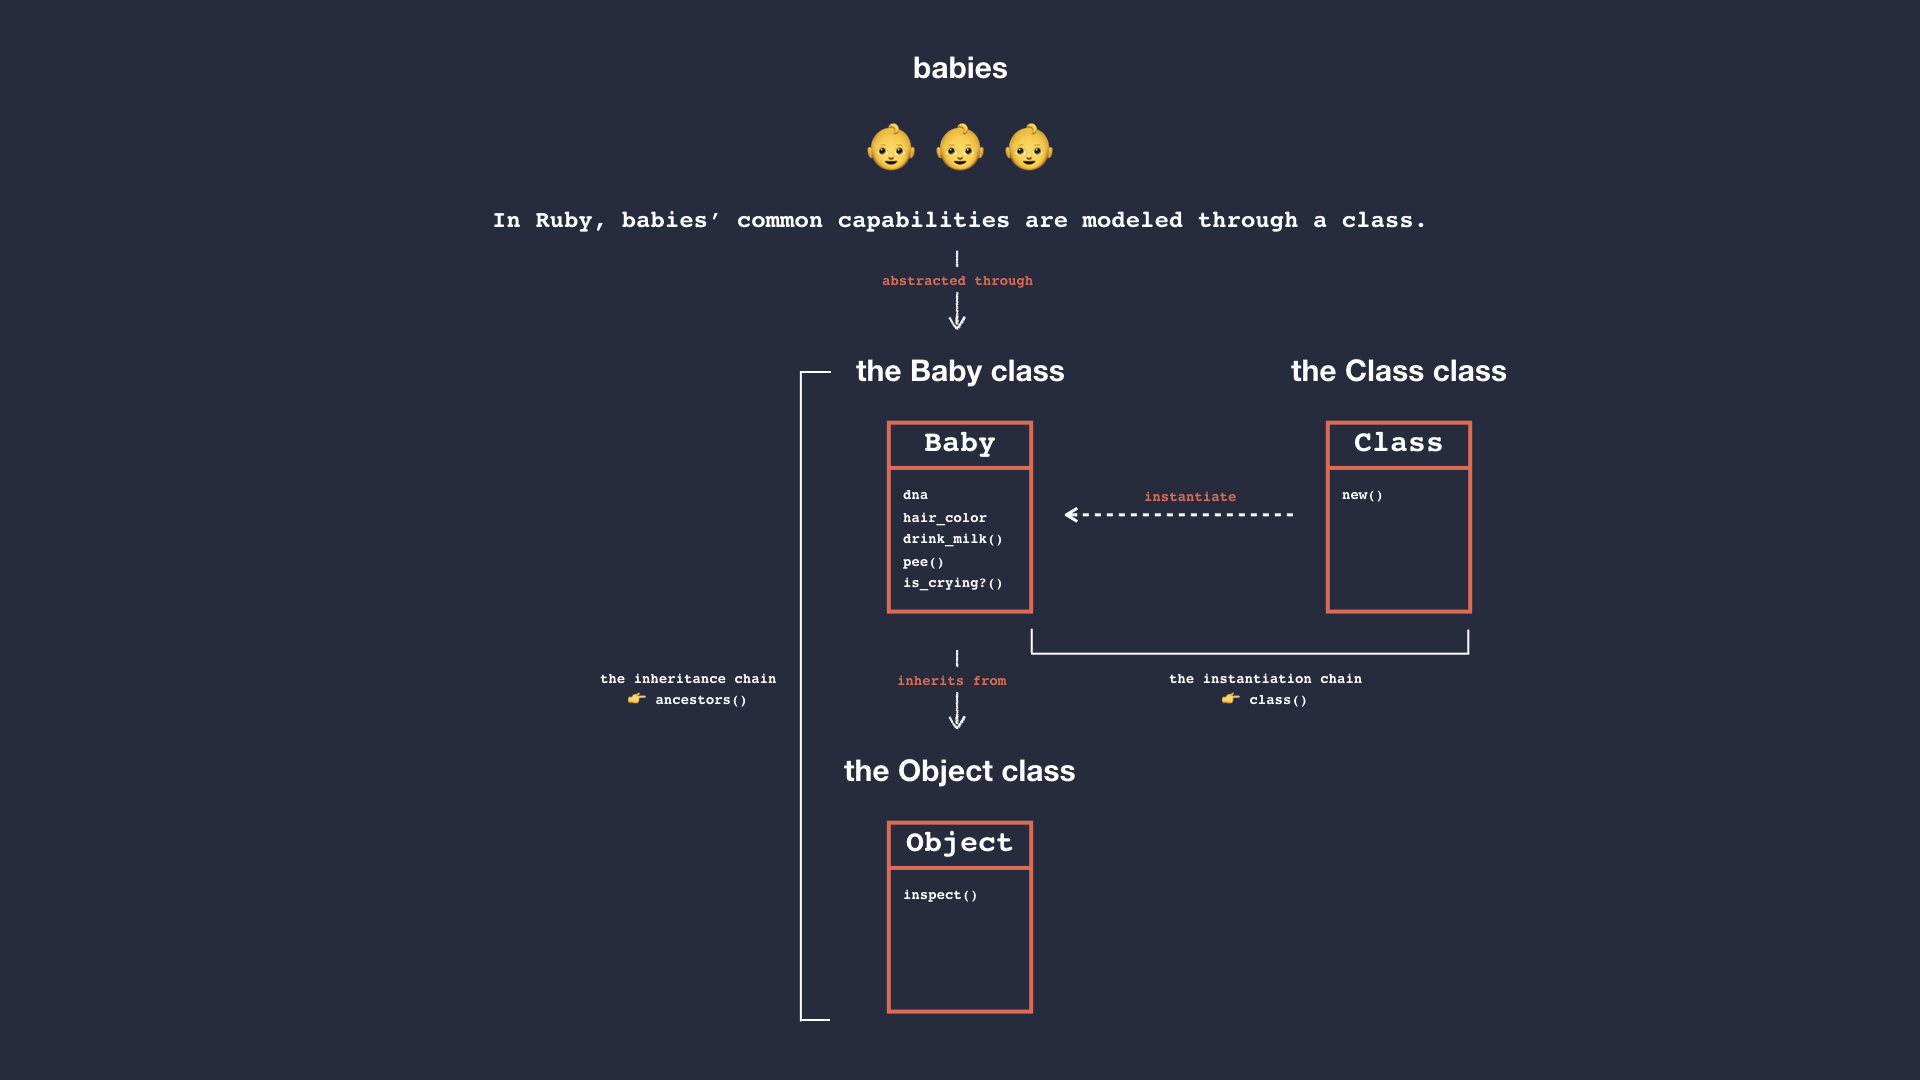 babies
In Ruby, babies’ common capabilities are modeled through a class.
abstracted through
the Baby class
the Class class
Baby
dna
hair_color
drink_milk()
pee()
is_crying?()
instantiate
Class
new()
the inheritance chain
👉 ancestors()
inherits from
the instantiation chain
👉 class()
the Object class
Object
inspect()